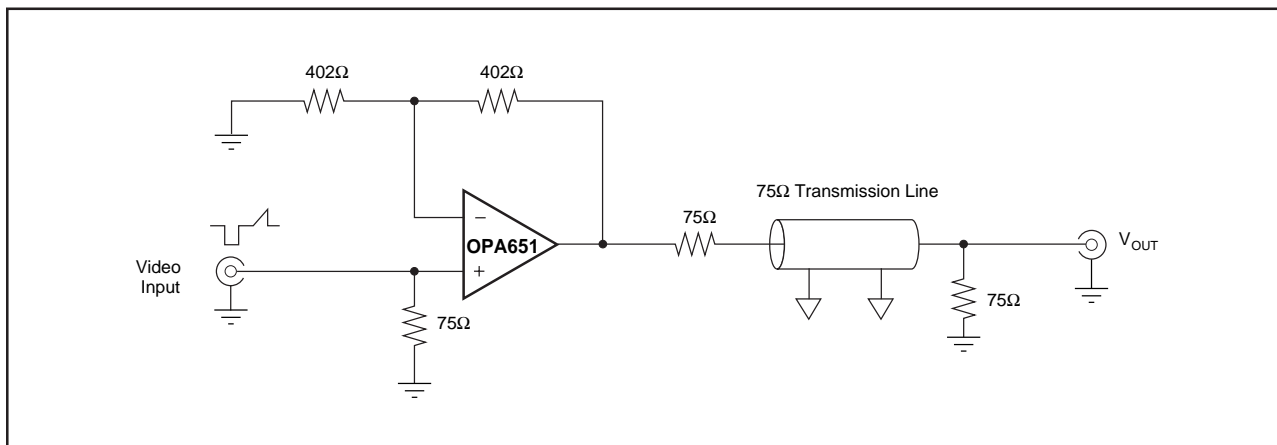 402Ω
402Ω
75Ω Transmission Line
75Ω
−
OPA651
+
V_OUT
Video
Input
75Ω
75Ω